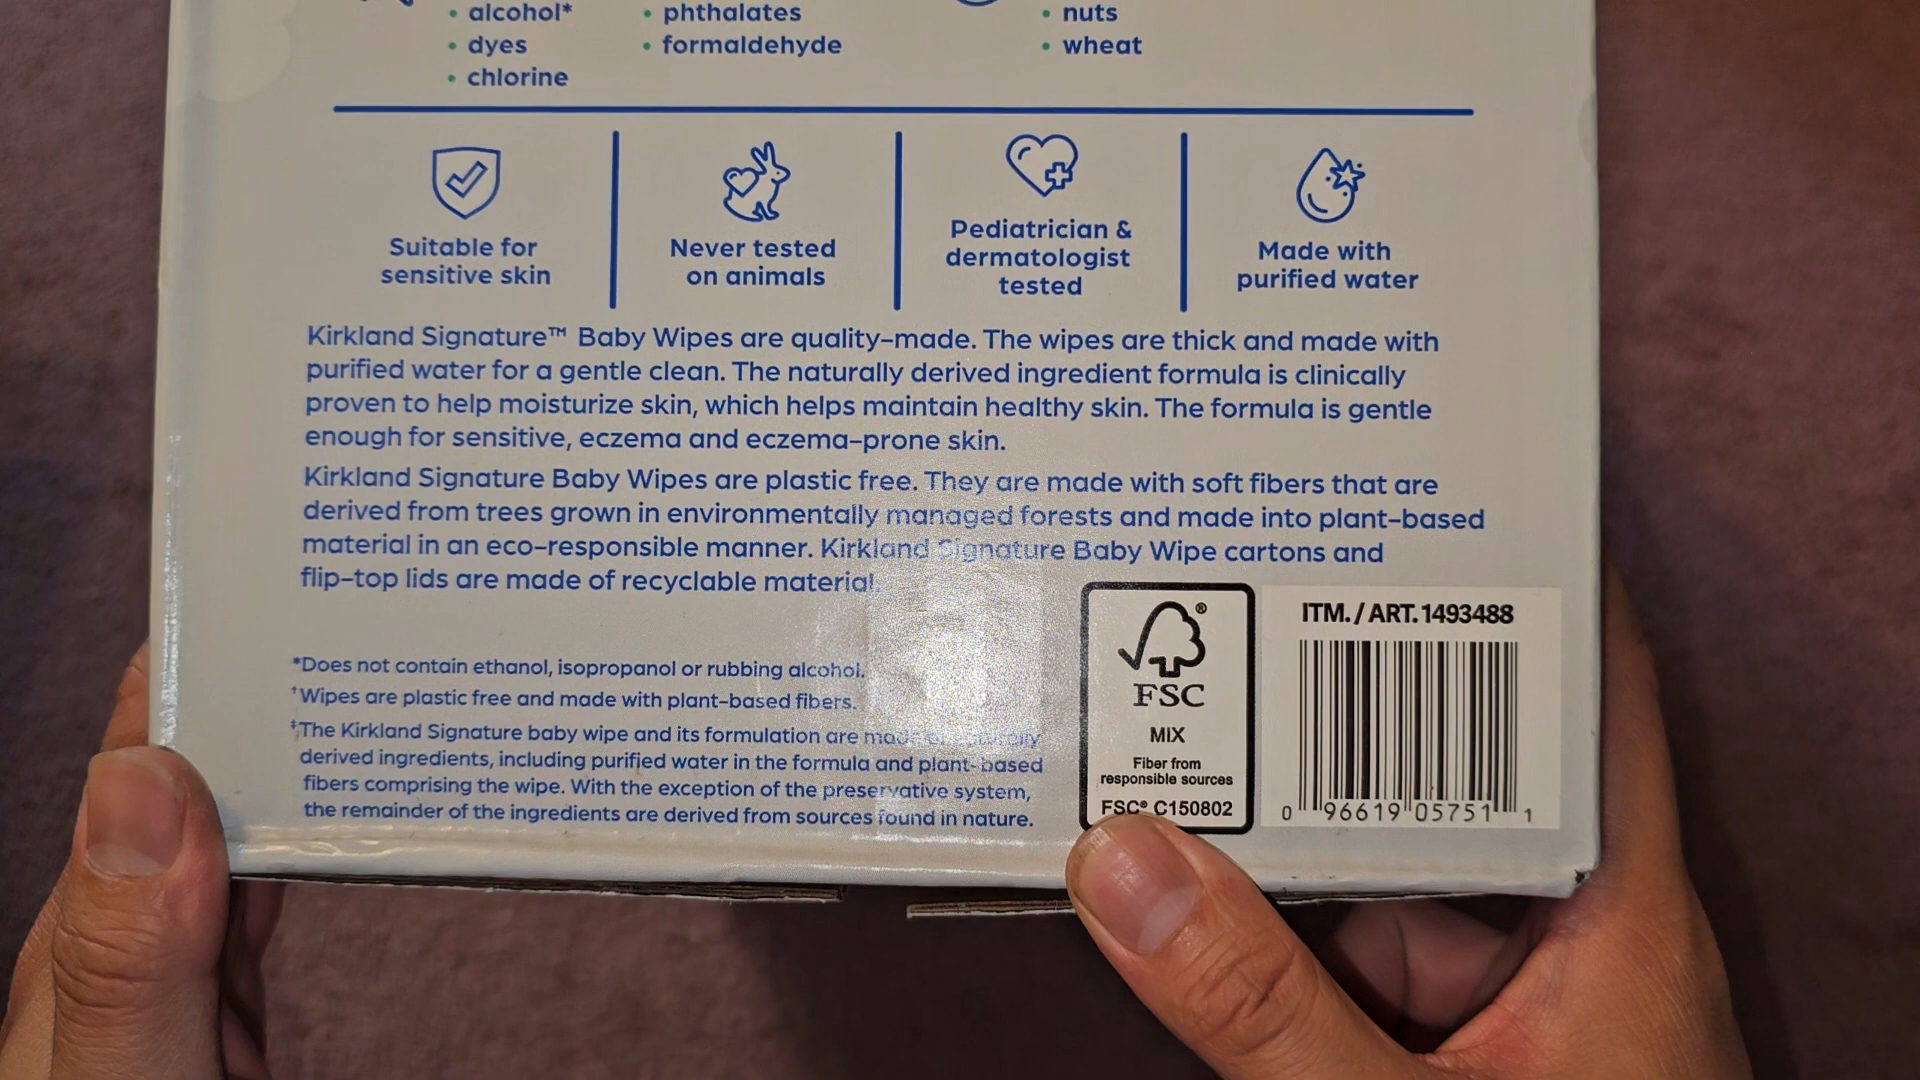 • alcohol*
• dyes
• chlorine
• phthalates
• formaldehyde
• nuts
• wheat
Suitable for
sensitive skin
Never tested
on animals
Pediatrician &
dermatologist
tested
Made with
purified water
Kirkland Signature™ Baby Wipes are quality-made. The wipes are thick and made with
purified water for a gentle clean. The naturally derived ingredient formula is clinically
proven to help moisturize skin, which helps maintain healthy skin. The formula is gentle
enough for sensitive, eczema and eczema-prone skin.
Kirkland Signature Baby Wipes are plastic free. They are made with soft fibers that are
derived from trees grown in environmentally managed forests and made into plant-based
material in an eco-responsible manner. Kirkland Signature Baby Wipe cartons and
flip-top lids are made of recyclable material.
*Does not contain ethanol, isopropanol or rubbing alcohol.
†Wipes are plastic free and made with plant-based fibers.
‡The Kirkland Signature baby wipe and its formulation are made of naturally
derived ingredients, including purified water in the formula and plant-based
fibers comprising the wipe. With the exception of the preservative system,
the remainder of the ingredients are derived from sources found in nature.
®
FSC
MIX
Fiber from
responsible sources
FSC® C150802
ITM./ART. 1493488
0 96619 05751 1